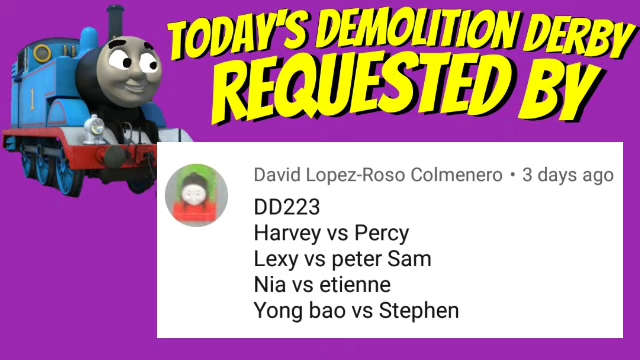 TODAY'S DEMOLITION DERBY
REQUESTED BY
David Lopez-Roso Colmenero • 3 days ago
DD223
Harvey vs Percy
Lexy vs peter Sam
Nia vs etienne
Yong bao vs Stephen
1